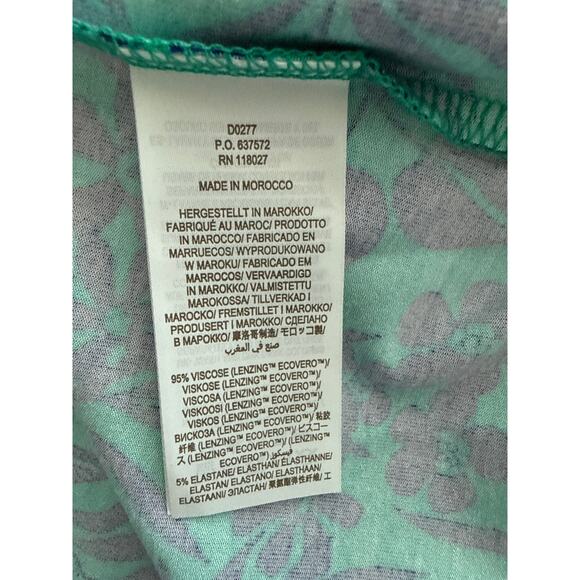 D0277
P.O. 637572
RN 118027
MADE IN MOROCCO
HERGESTELLT IN MAROKKO/
FABRIQUÉ AU MAROC/ PRODOTTO
IN MAROCCO/ FABRICADO EN
MARRUECOS/ WYPRODUKOWANO
W MAROKU/ FABRICADO EM
MARROCOS/ VERVAARDIGD
IN MAROKKO/ VALMISTETTU
MAROKOSSA/ TILLVERKAD I
MAROCKO/ FREMSTILLET I MAROKKO/
PRODUSERT I MAROKKO/ СДЕЛАНО
В МАРОККО/ 摩洛哥制造/ モロッコ製/
صنع في المغرب
95% VISCOSE (LENZING™ ECOVERO™)/
VISKOSE (LENZING™ ECOVERO™)/
VISCOSA (LENZING™ ECOVERO™)/
VISKOOSI (LENZING™ ECOVERO™)/
VISKOS (LENZING™ ECOVERO™)/
ВИСКОЗА (LENZING™ ECOVERO™)/ 粘胶
纤维 (LENZING™ ECOVERO™)/ ビスコー
ス (LENZING™ ECOVERO™)/ (LENZING™
ECOVERO™) فيسكوز/
5% ELASTANE/ ELASTHAN/ ÉLASTHANNE/
ELASTAN/ ELASTANO/ ELASTHAAN/
ELASTAANI/ ЭЛАСТАН/ 聚氨酯弹性纤维/ エ